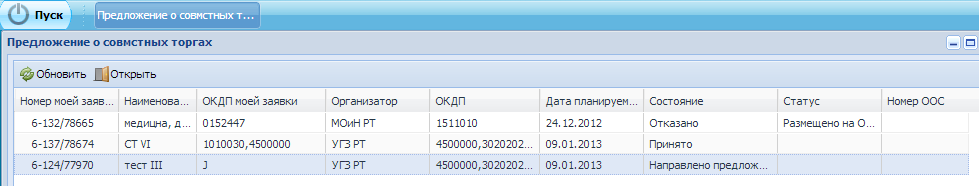 Пуск Предложение о совмстных т...
Предложение о совмстных торгах
Обновить Открыть
Номер моей заяв... Наименова... ОКДП моей заявки Организатор ОКДП Дата планируем... Состояние Статус Номер ООС
6-132/78665 медицна, д... 0152447 МОиН РТ 1511010 24.12.2012 Отказано Размещено на О...
6-137/78674 СТ VI 1010030,4500000 УГЗ РТ 4500000,3020202... 09.01.2013 Принято
6-124/77970 тест III J УГЗ РТ 4500000,3020202... 09.01.2013 Направлено предлож...